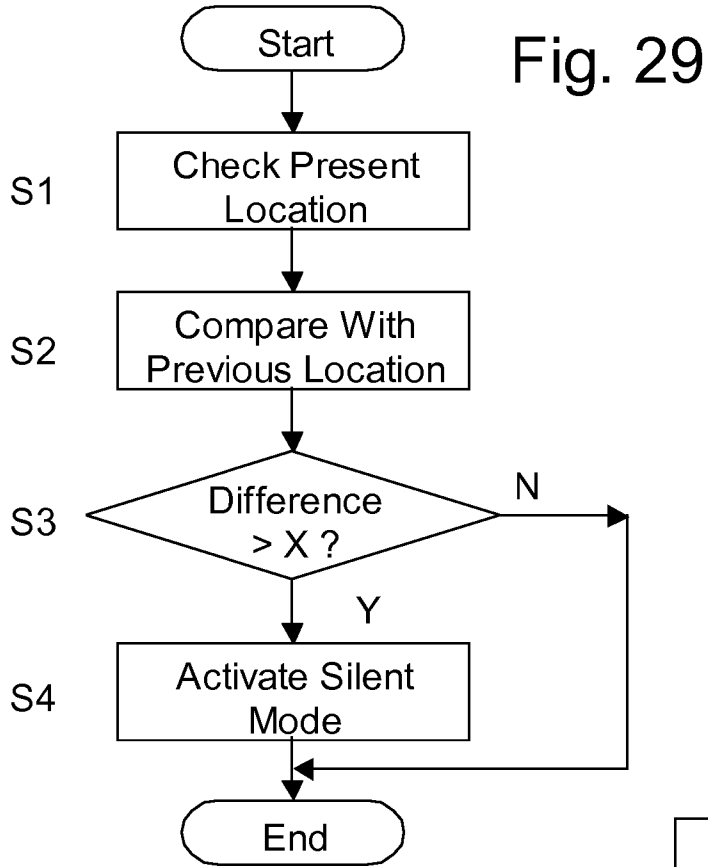 Start
Fig. 29
S1
Check Present
Location
S2
Compare With
Previous Location
S3
Difference
> X ?
N
Y
S4
Activate Silent
Mode
End